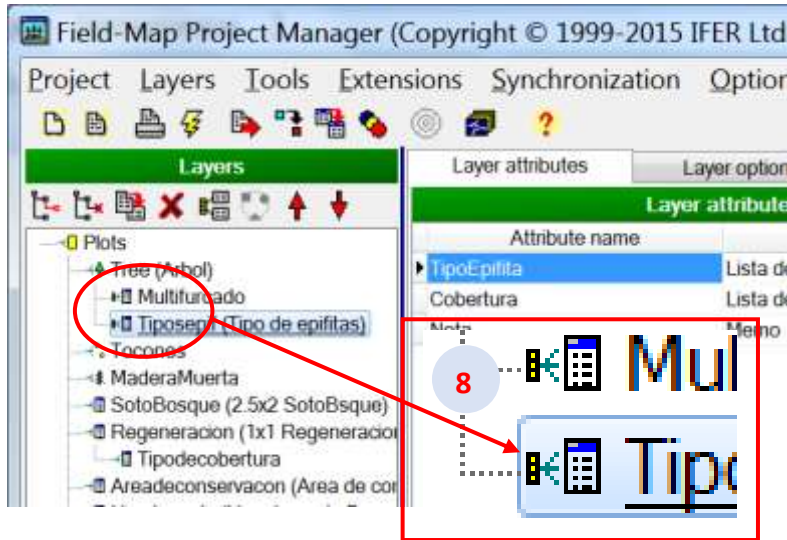 Field-Map Project Manager (Copyright © 1999-2015 IFER Ltd
Project Layers Tools Extensions Synchronization Option
Layers
Layer attributes Layer option
Layer attribute
Attribute name
Plots
Tree (Arbol)
Multifurcado
Tiposepi (Tipo de epifitas)
Tocones
MaderaMuerta
SotoBosque (2.5x2 SotoBsque)
Regeneracion (1x1 Regeneracion
Tipodecobertura
Areadeconservacon (Area de con
TipoEpifita Lista de
Cobertura Lista de
Nota Memo
8
Mul
Tipo